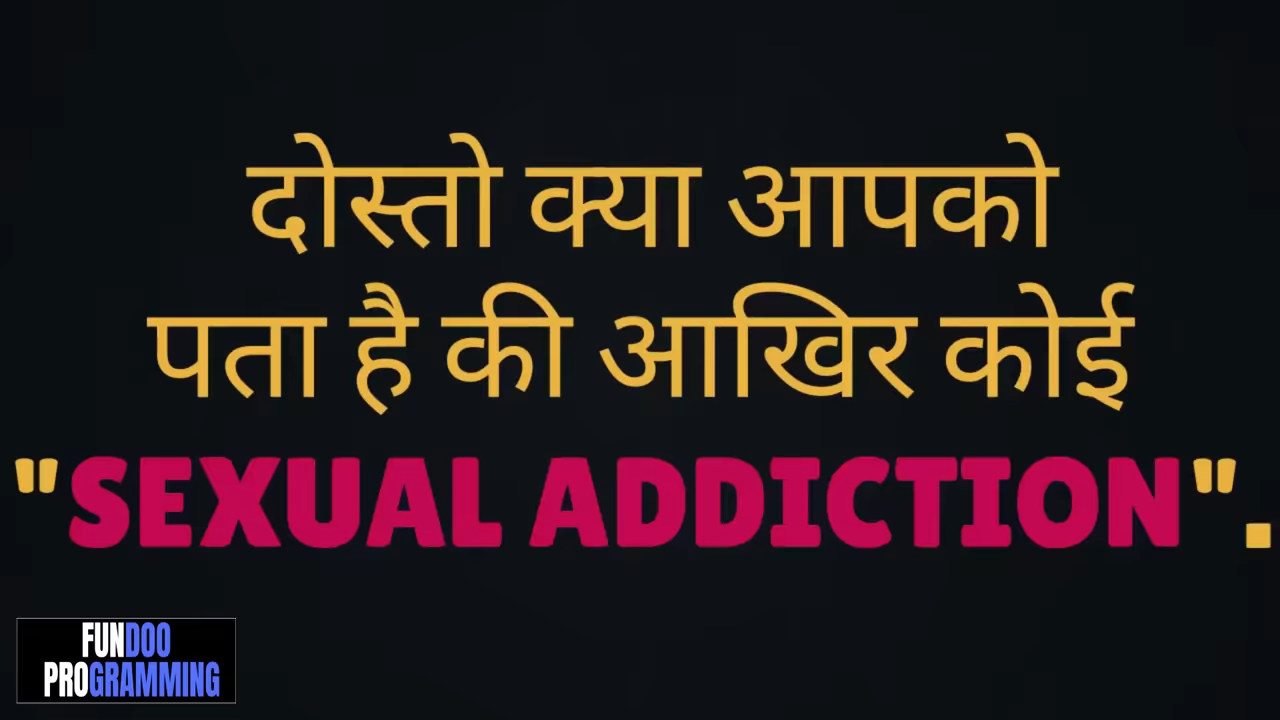 दोस्तो क्या आपको
पता है की आखिर कोई
"SEXUAL ADDICTION".
FUNDOO
PROGRAMMING